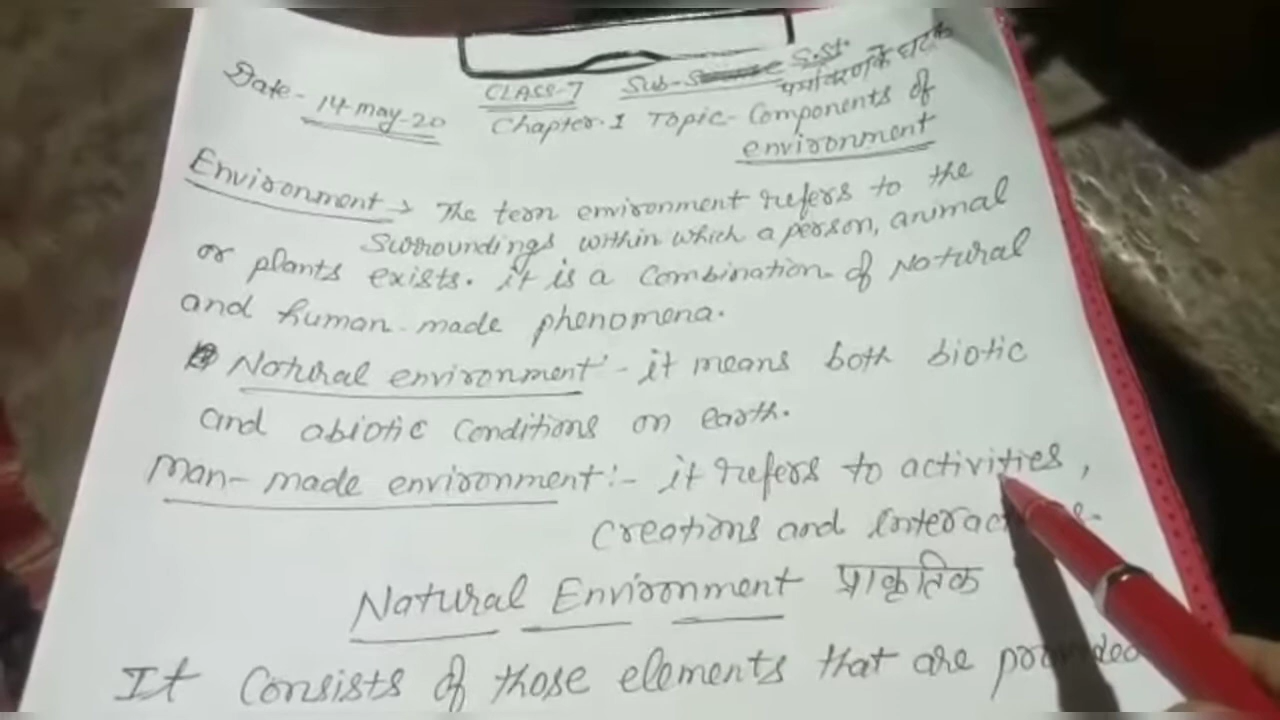 Date - 14-may-20 CLASS-7 Sub- S.St.
पर्यावरण के घटक
Chapter-1 Topic- Components of
environment
Environment → The term environment refers to the
surroundings within which a person, animal
or plants exists. it is a combination of Natural
and human-made phenomena.
Natural environment - it means both biotic
and abiotic conditions on earth.
Man-made environment :- it refers to activities,
creations and
Natural Environment प्राकृतिक
It consists of those elements that are